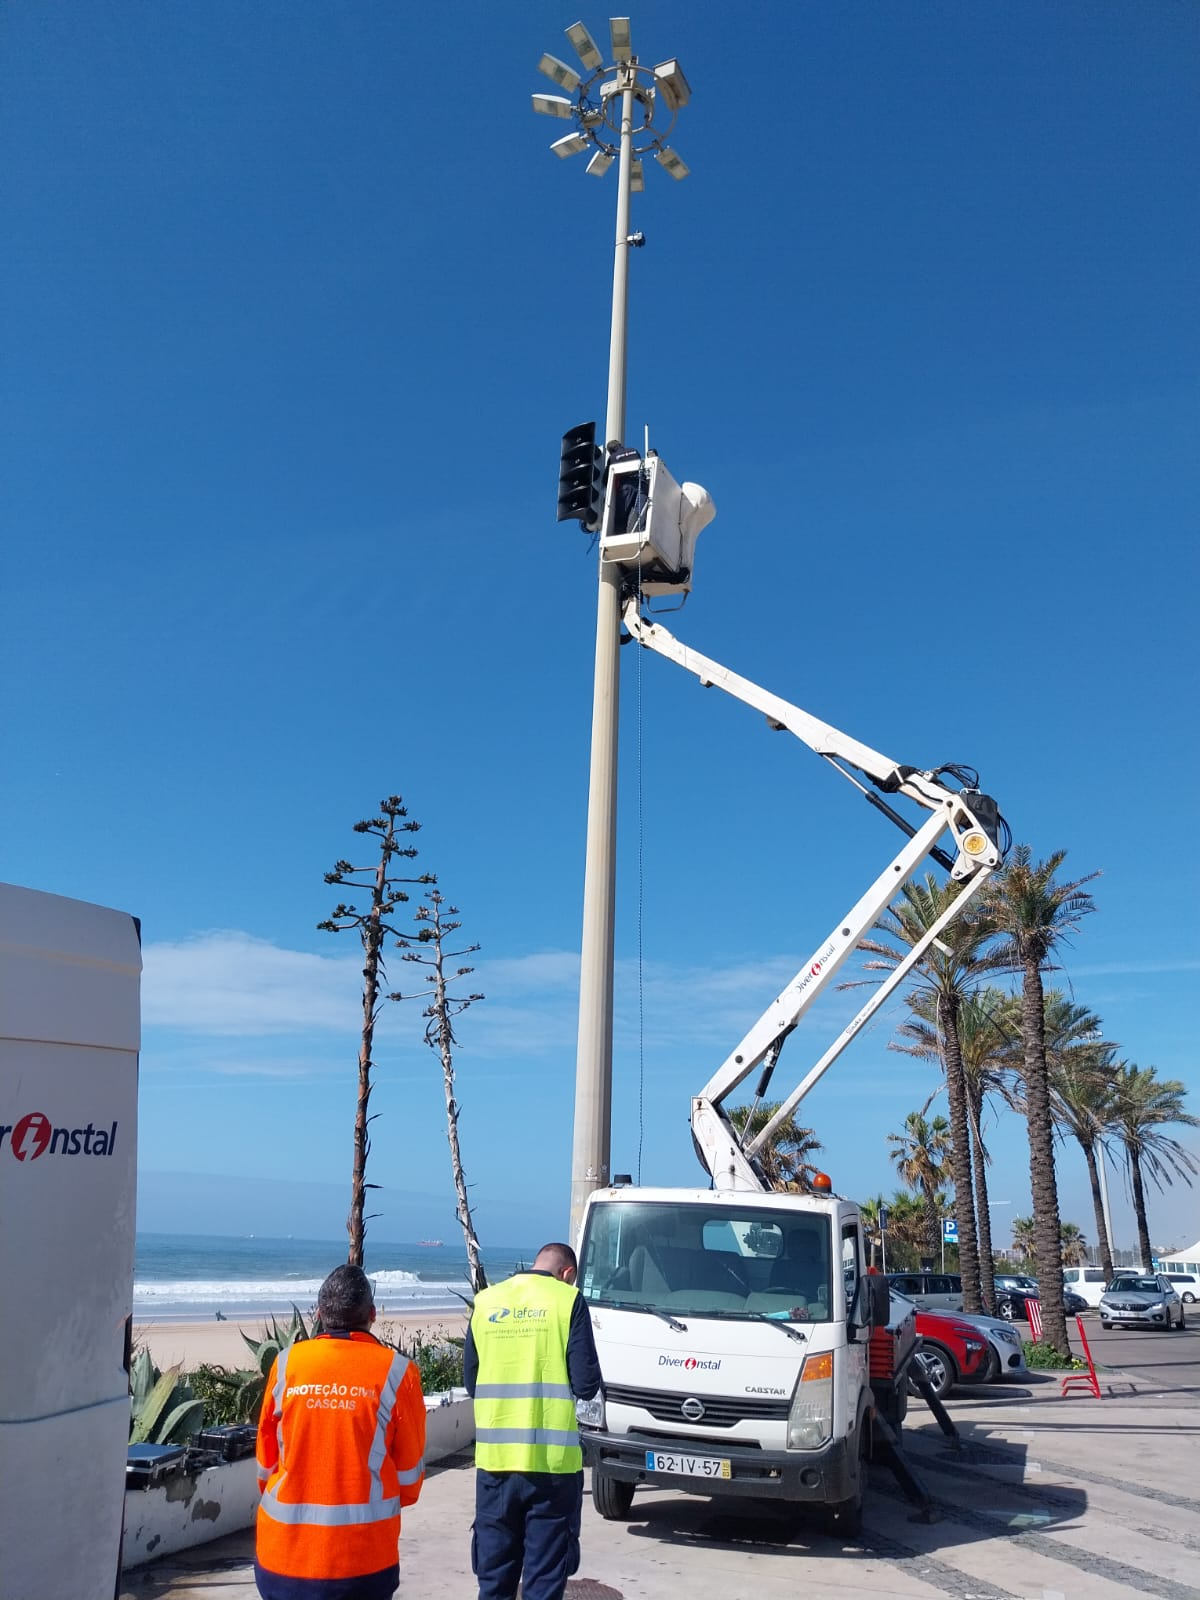 DiverInstal
rInstal
lafcarr
PROTEÇÃO CIVIL
CASCAIS
DiverInstal
CABSTAR
62·IV·57
P